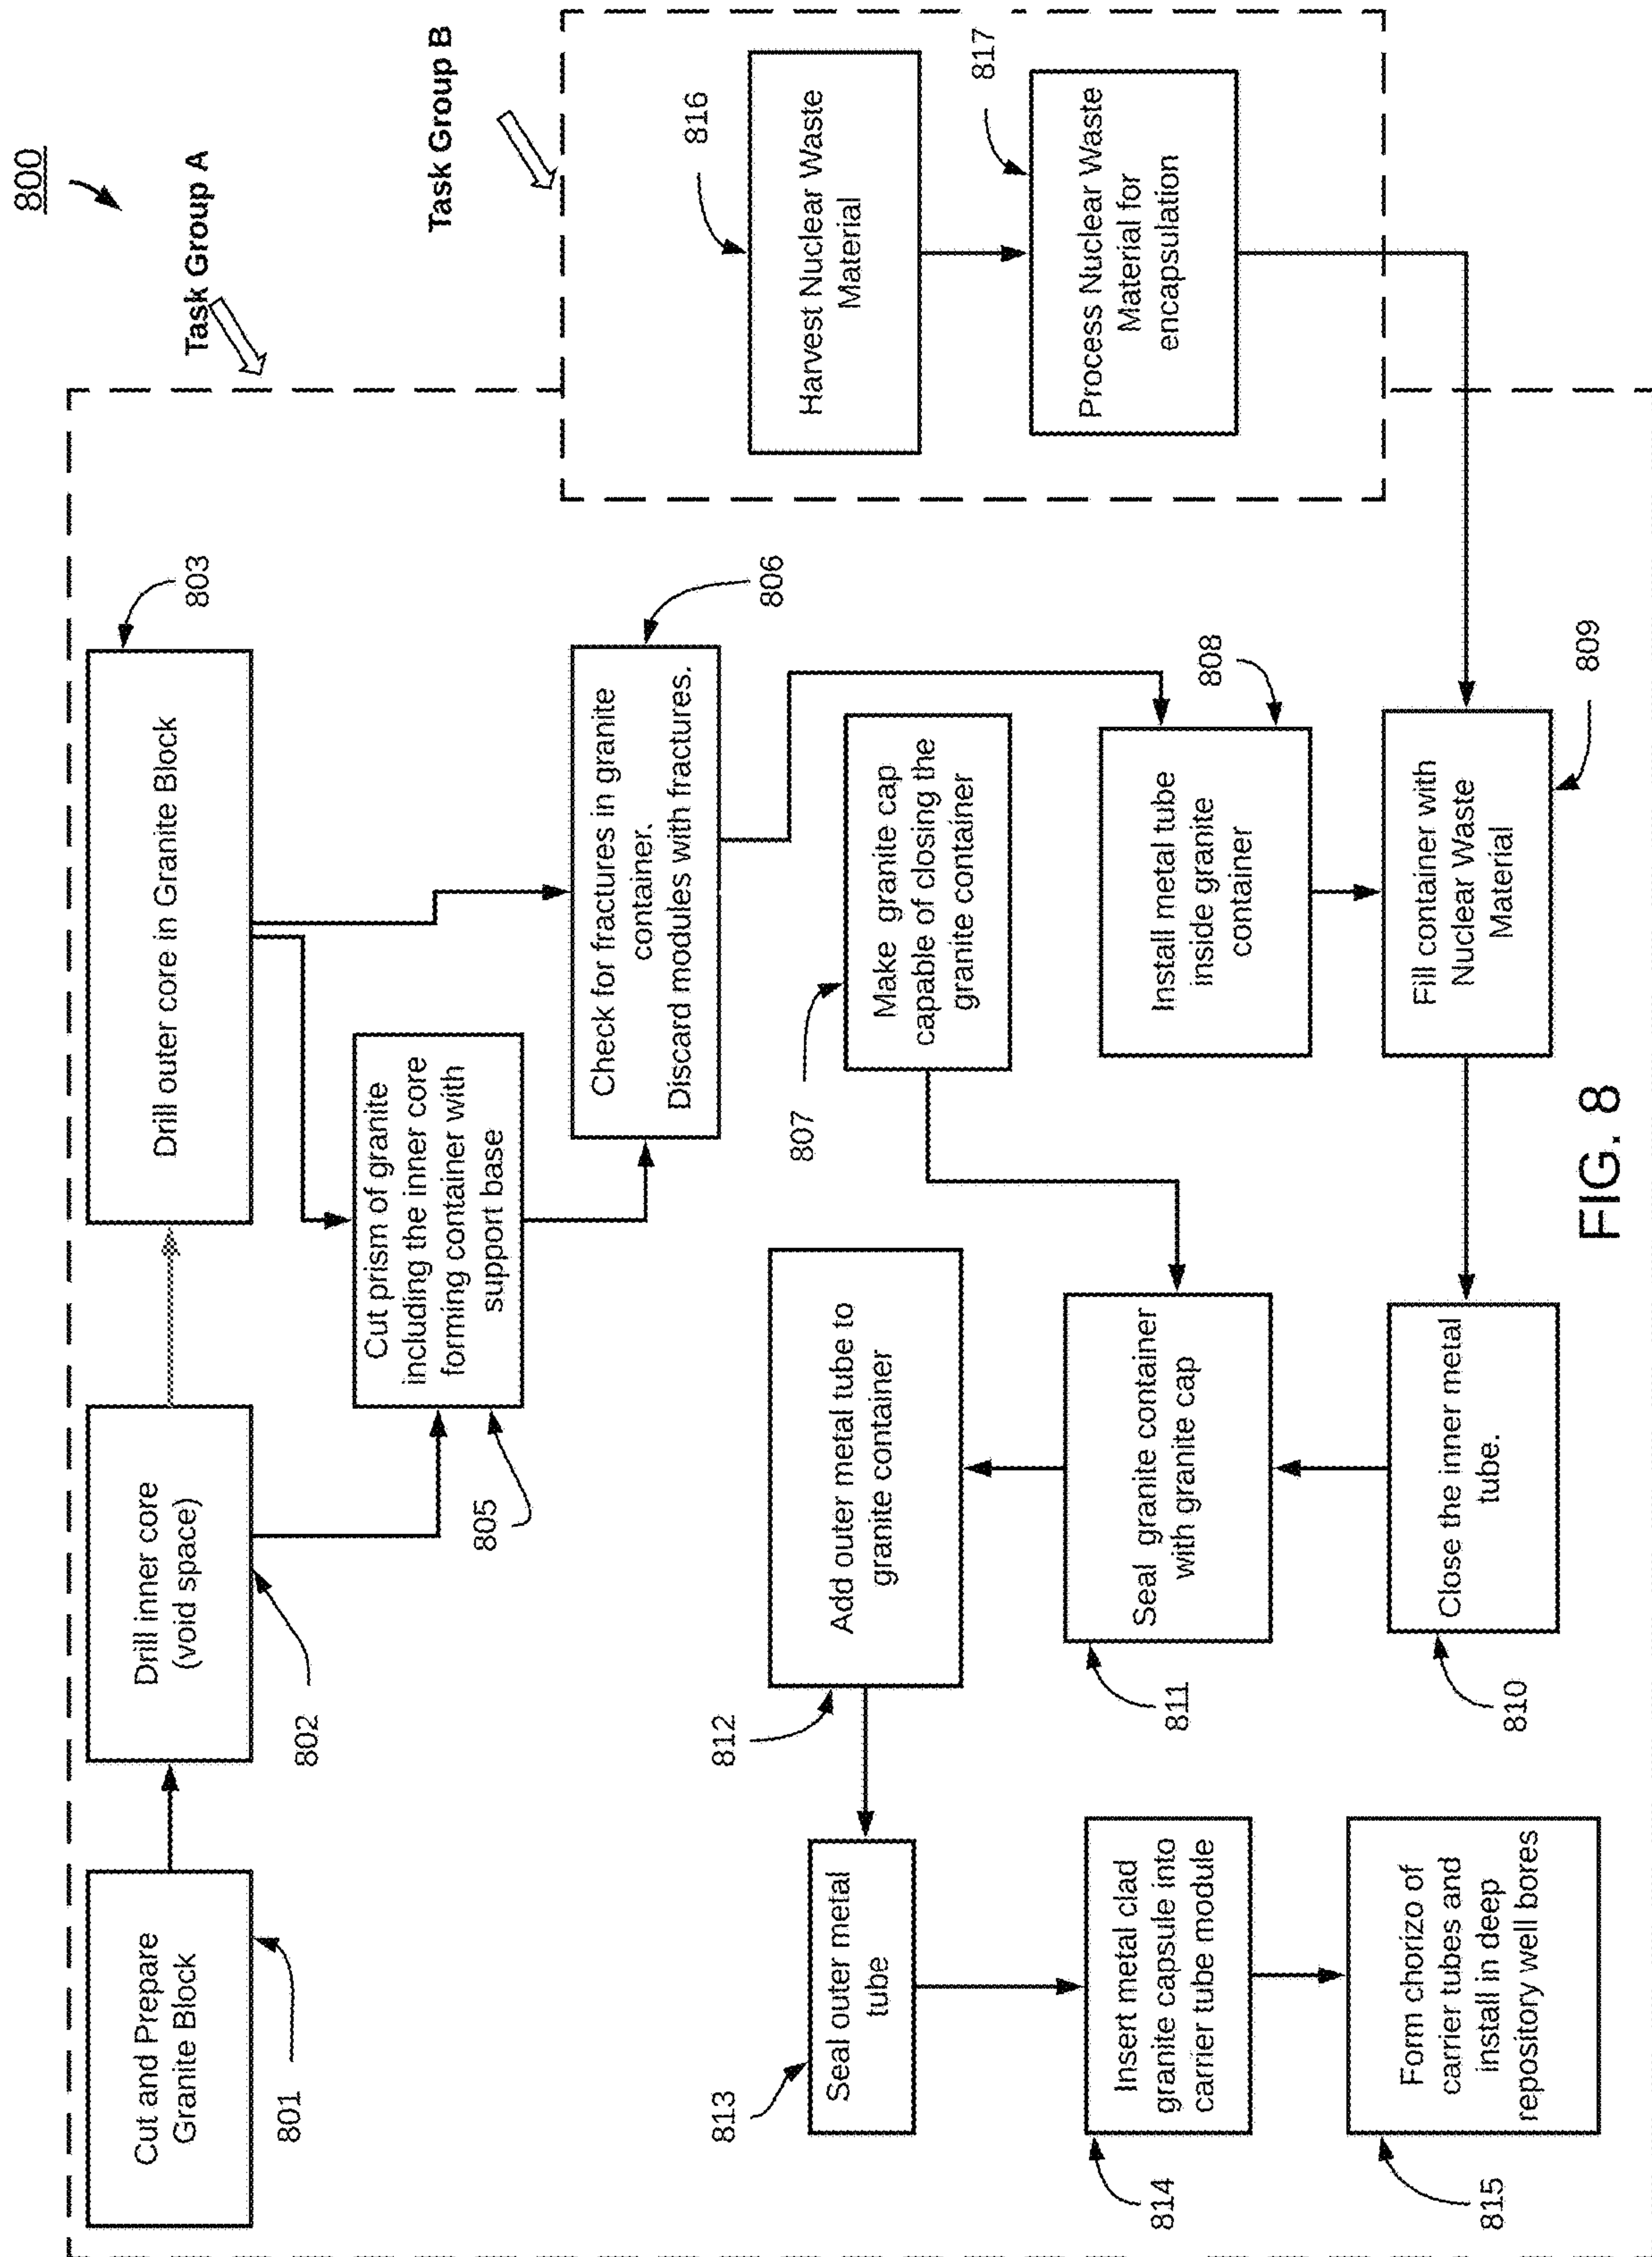 800
Task Group A
Task Group B
Cut and Prepare
Granite Block
801
Drill inner core
(void space)
802
Drill outer core in Granite Block
803
Cut prism of granite
including the inner core
forming container with
support base
805
Check for fractures in granite
container.
Discard modules with fractures.
806
Make granite cap
capable of closing the
granite container
807
Install metal tube
inside granite
container
808
Fill container with
Nuclear Waste
Material
809
Close the inner metal
tube.
810
Seal granite container
with granite cap
811
Add outer metal tube to
granite container
812
Seal outer metal
tube
813
Insert metal clad
granite capsule into
carrier tube module
814
Form chorizo of
carrier tubes and
install in deep
repository well bores
815
Harvest Nuclear Waste
Material
816
Process Nuclear Waste
Material for
encapsulation
817
FIG. 8